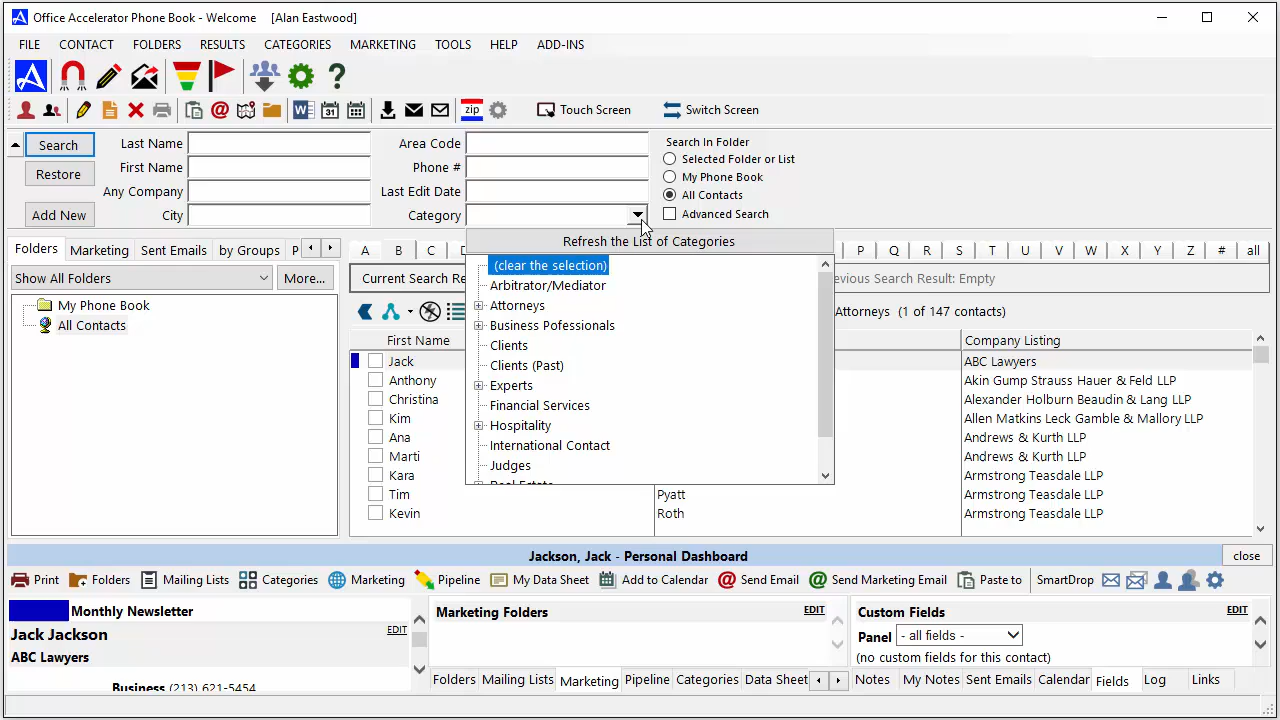 Office Accelerator Phone Book - Welcome [Alan Eastwood]
FILE CONTACT FOLDERS RESULTS CATEGORIES MARKETING TOOLS HELP ADD-INS
W 31 zip Touch Screen Switch Screen
Search Last Name Area Code Search In Folder
Selected Folder or List
Restore First Name Phone # My Phone Book
Any Company Last Edit Date All Contacts
Add New City Category Advanced Search
Folders Marketing Sent Emails by Groups P A B C P Q R S T U V W X Y Z # all
Refresh the List of Categories
(clear the selection)
Arbitrator/Mediator
Attorneys
Business Pofessionals
Clients
Clients (Past)
Experts
Financial Services
Hospitality
International Contact
Judges
Real Estate
Show All Folders More... Current Search Re evious Search Result: Empty
My Phone Book
All Contacts
Attorneys (1 of 147 contacts)
First Name Company Listing
Jack ABC Lawyers
Anthony Akin Gump Strauss Hauer & Feld LLP
Christina Alexander Holburn Beaudin & Lang LLP
Kim Allen Matkins Leck Gamble & Mallory LLP
Ana Andrews & Kurth LLP
Marti Andrews & Kurth LLP
Kara Armstrong Teasdale LLP
Tim Pyatt Armstrong Teasdale LLP
Kevin Roth Armstrong Teasdale LLP
Jackson, Jack - Personal Dashboard close
Print Folders Mailing Lists Categories Marketing Pipeline My Data Sheet Add to Calendar Send Email Send Marketing Email Paste to SmartDrop
Monthly Newsletter Marketing Folders EDIT Custom Fields EDIT
Jack Jackson EDIT Panel - all fields -
ABC Lawyers (no custom fields for this contact)
Business (213) 621-5454
Folders Mailing Lists Marketing Pipeline Categories Data Sheet Notes My Notes Sent Emails Calendar Fields Log Links